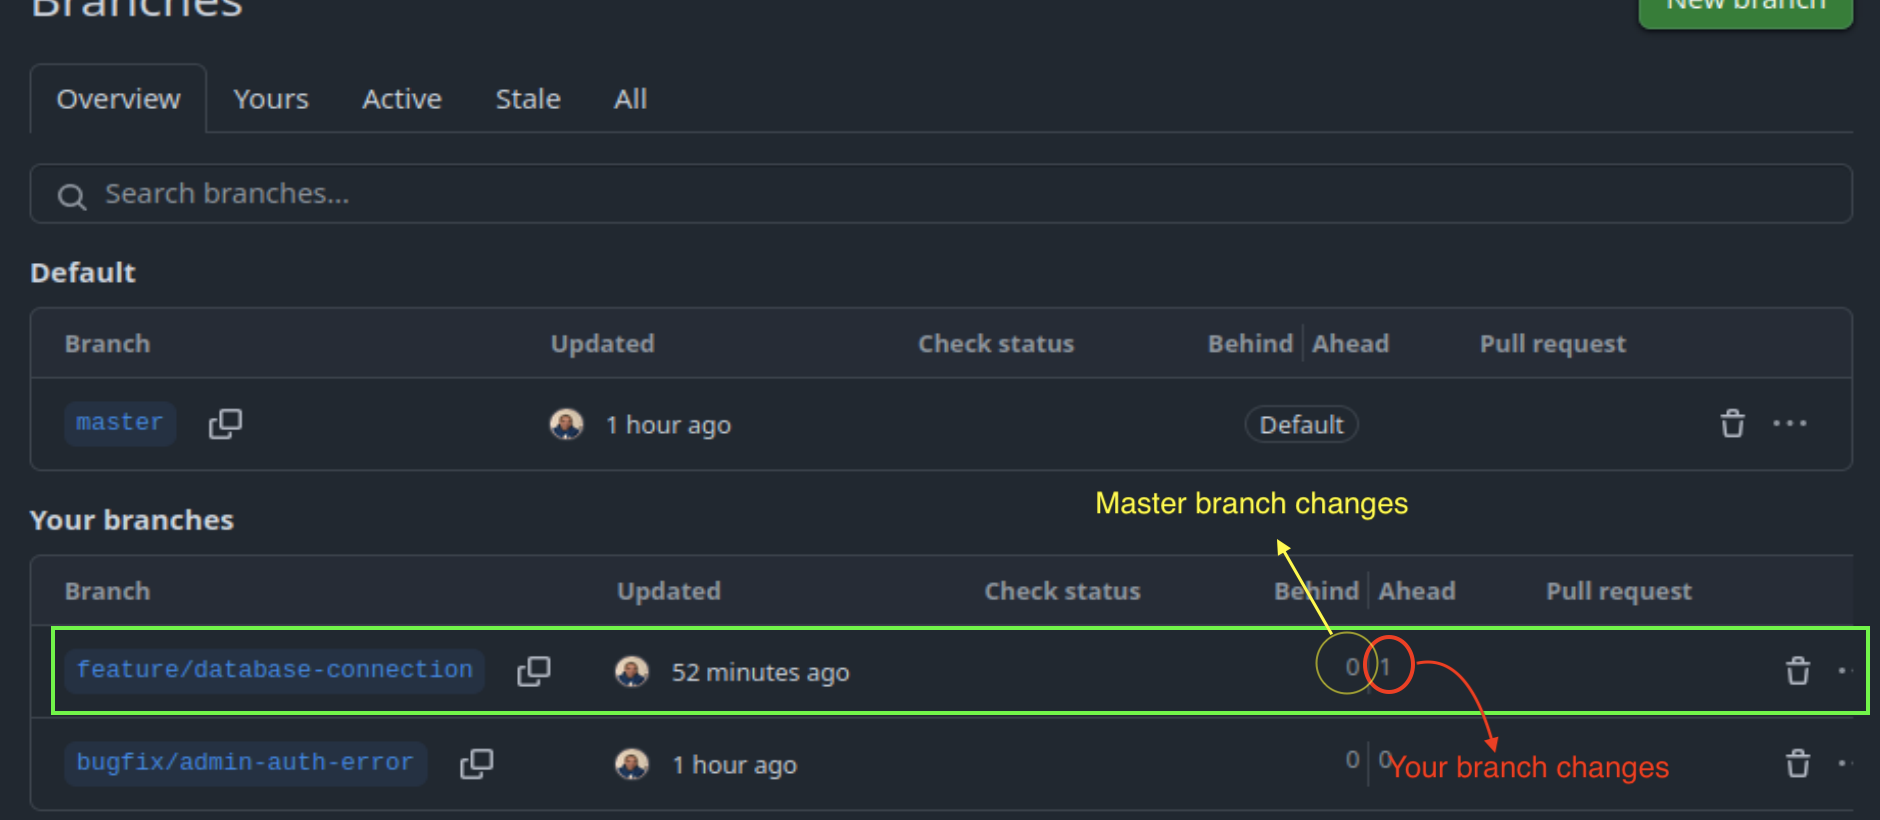 Branches
New branch
Overview Yours Active Stale All
Search branches...
Default
Branch Updated Check status Behind Ahead Pull request
master 1 hour ago Default
Master branch changes
Your branches
Branch Updated Check status Behind Ahead Pull request
feature/database-connection 52 minutes ago 0 1
bugfix/admin-auth-error 1 hour ago 0 0
Your branch changes